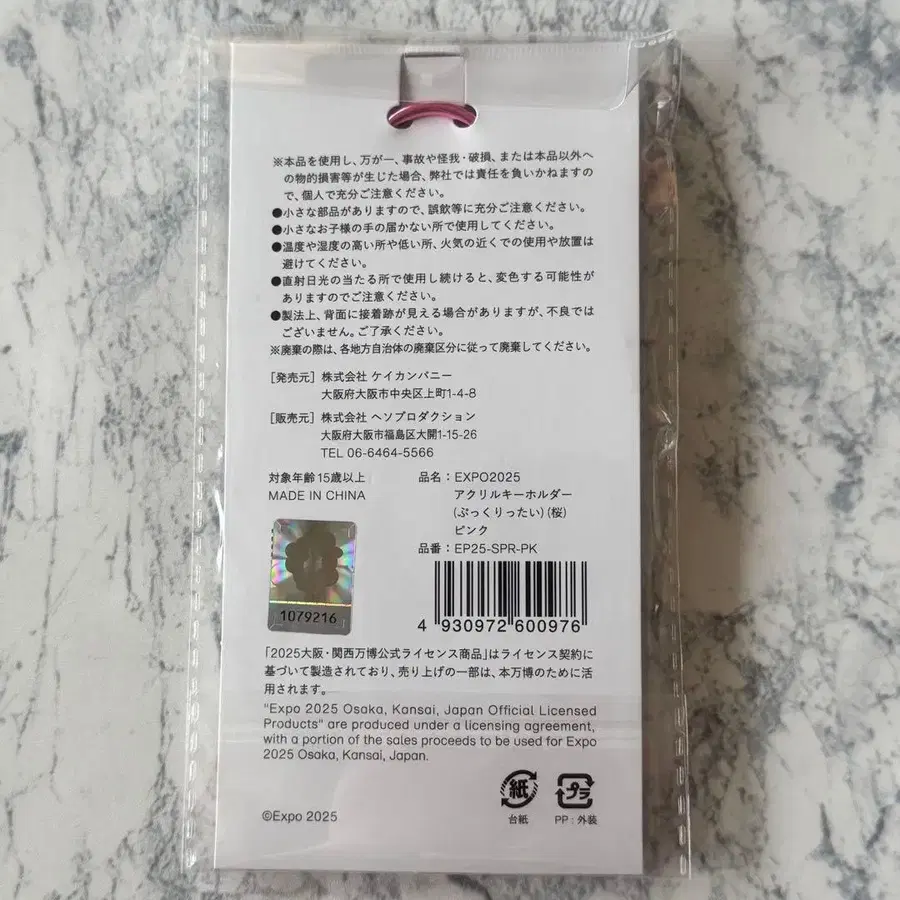 ※本品を使用し、万が一、事故や怪我・破損、または本品以外へ
の物的損害等が生じた場合、弊社では責任を負いかねますの
で、個人で充分ご注意ください。
●小さな部品がありますので、誤飲等に充分ご注意ください。
●小さなお子様の手の届かない所で使用してください。
●温度や湿度の高い所や低い所、火気の近くでの使用や放置は
避けてください。
●直射日光の当たる所で使用し続けると、変色する可能性が
ありますのでご注意ください。
●製法上、背面に接着跡が見える場合がありますが、不良では
ございません。ご了承ください。
※廃棄の際は、各地方自治体の廃棄区分に従って廃棄してください。
[発売元] 株式会社 ケイカンパニー
大阪府大阪市中央区上町1-4-8
[販売元] 株式会社 ヘソプロダクション
大阪府大阪市福島区大開1-15-26
TEL 06-6464-5566
対象年齢15歳以上
MADE IN CHINA
品名：EXPO2025
アクリルキーホルダー
(ぷっくりったい)(桜)
ピンク
品番：EP25-SPR-PK
1079216
4 930972 600976
「2025大阪・関西万博公式ライセンス商品」はライセンス契約に
基づいて製造されており、売り上げの一部は、本万博のために活
用されます。
"Expo 2025 Osaka, Kansai, Japan Official Licensed
Products" are produced under a licensing agreement,
with a portion of the sales proceeds to be used for Expo
2025 Osaka, Kansai, Japan.
©Expo 2025
紙
台紙
プラ
PP：外装